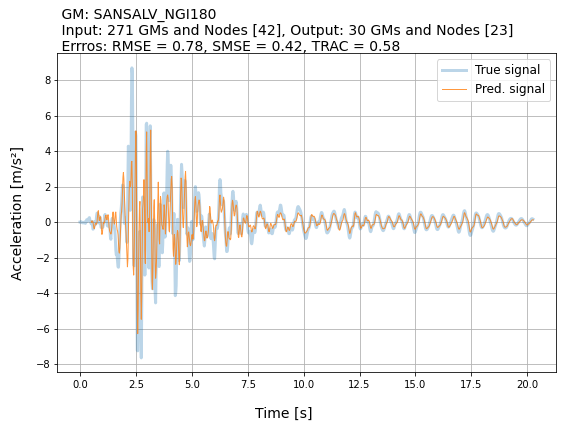 GM: SANSALV_NGI180
Input: 271 GMs and Nodes [42], Output: 30 GMs and Nodes [23]
Errros: RMSE = 0.78, SMSE = 0.42, TRAC = 0.58
True signal
Pred. signal
8
6
4
2
0
−2
−4
−6
−8
Acceleration [m/s²]
0.0 2.5 5.0 7.5 10.0 12.5 15.0 17.5 20.0
Time [s]